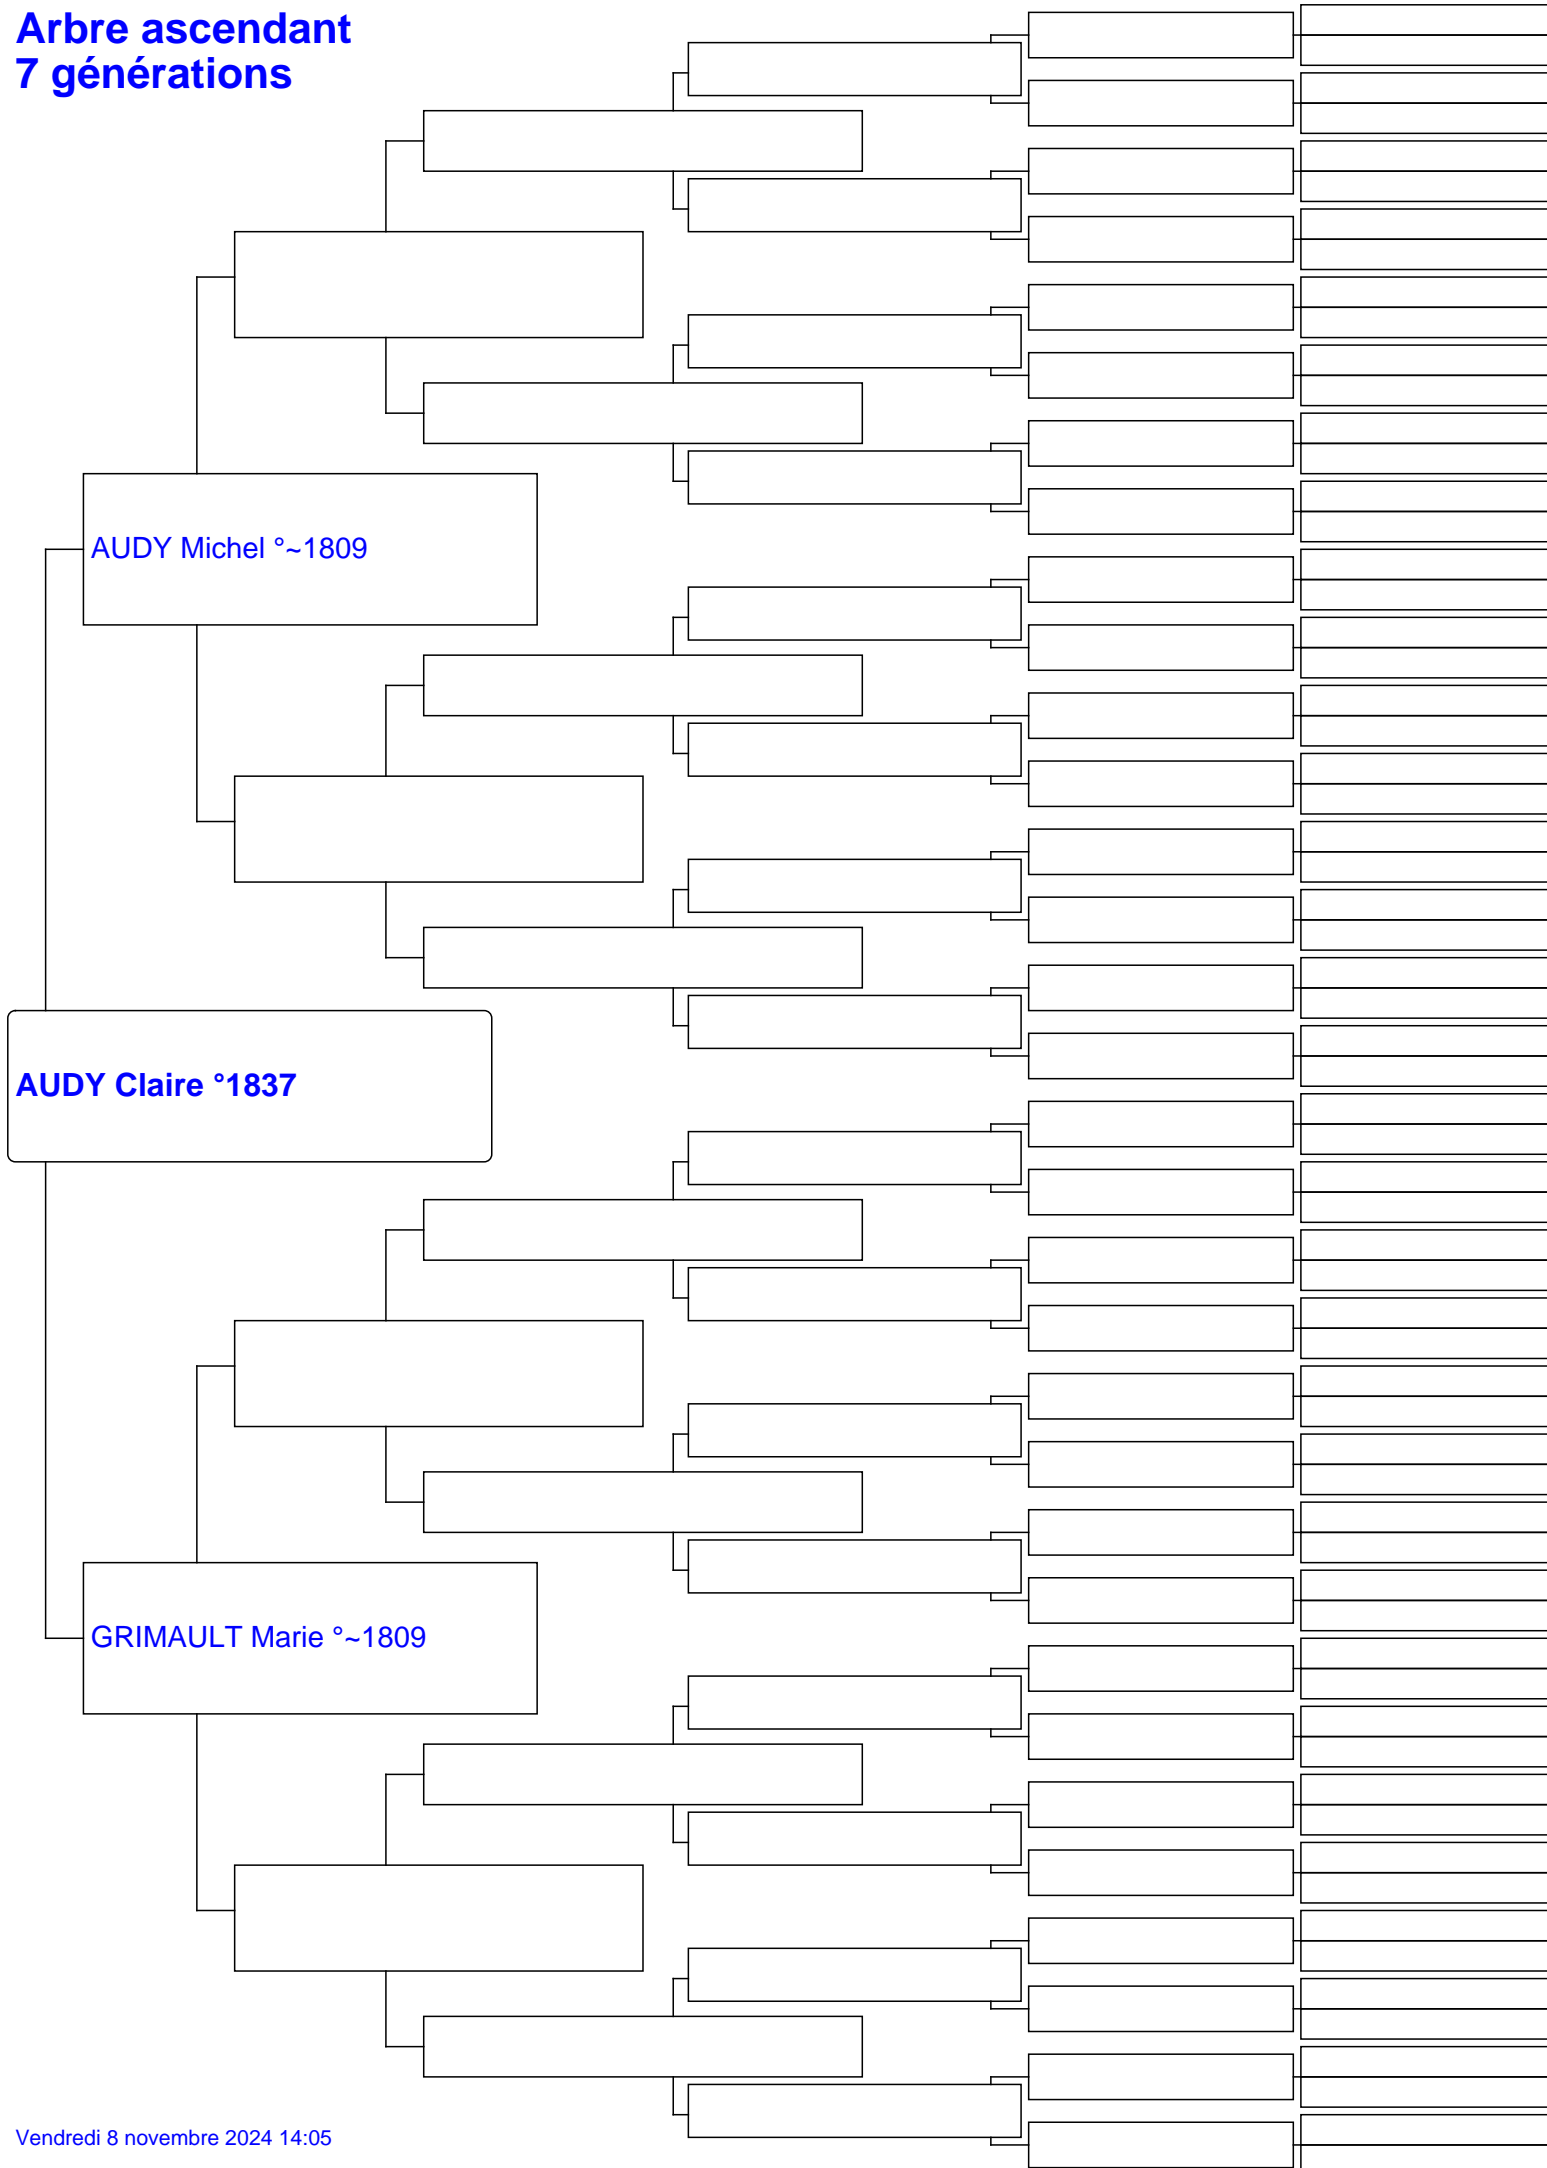 Arbre ascendant
7 générations
AUDY Michel °~1809
AUDY Claire °1837
GRIMAULT Marie °~1809
Vendredi 8 novembre 2024 14:05